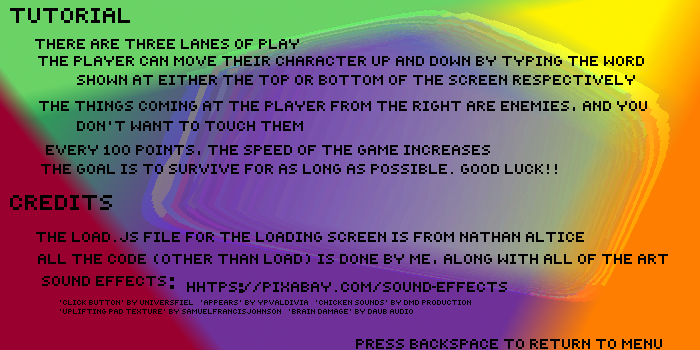 TUTORIAL
THERE ARE THREE LANES OF PLAY
THE PLAYER CAN MOVE THEIR CHARACTER UP AND DOWN BY TYPING THE WORD
SHOWN AT EITHER THE TOP OR BOTTOM OF THE SCREEN RESPECTIVELY
THE THINGS COMING AT THE PLAYER FROM THE RIGHT ARE ENEMIES, AND YOU
DON'T WANT TO TOUCH THEM
EVERY 100 POINTS, THE SPEED OF THE GAME INCREASES
THE GOAL IS TO SURVIVE FOR AS LONG AS POSSIBLE. GOOD LUCK!!
CREDITS
THE LOAD.JS FILE FOR THE LOADING SCREEN IS FROM NATHAN ALTICE
ALL THE CODE (OTHER THAN LOAD) IS DONE BY ME, ALONG WITH ALL OF THE ART
SOUND EFFECTS: HHTPS://PIXABAY.COM/SOUND-EFFECTS
'CLICK BUTTON' BY UNIVERSFIEL 'APPEARS' BY YPVALDIVIA 'CHICKEN SOUNDS' BY DMD PRODUCTION
'UPLIFTING PAD TEXTURE' BY SAMUELFRANCISJOHNSON 'BRAIN DAMAGE' BY DAUB AUDIO
PRESS BACKSPACE TO RETURN TO MENU